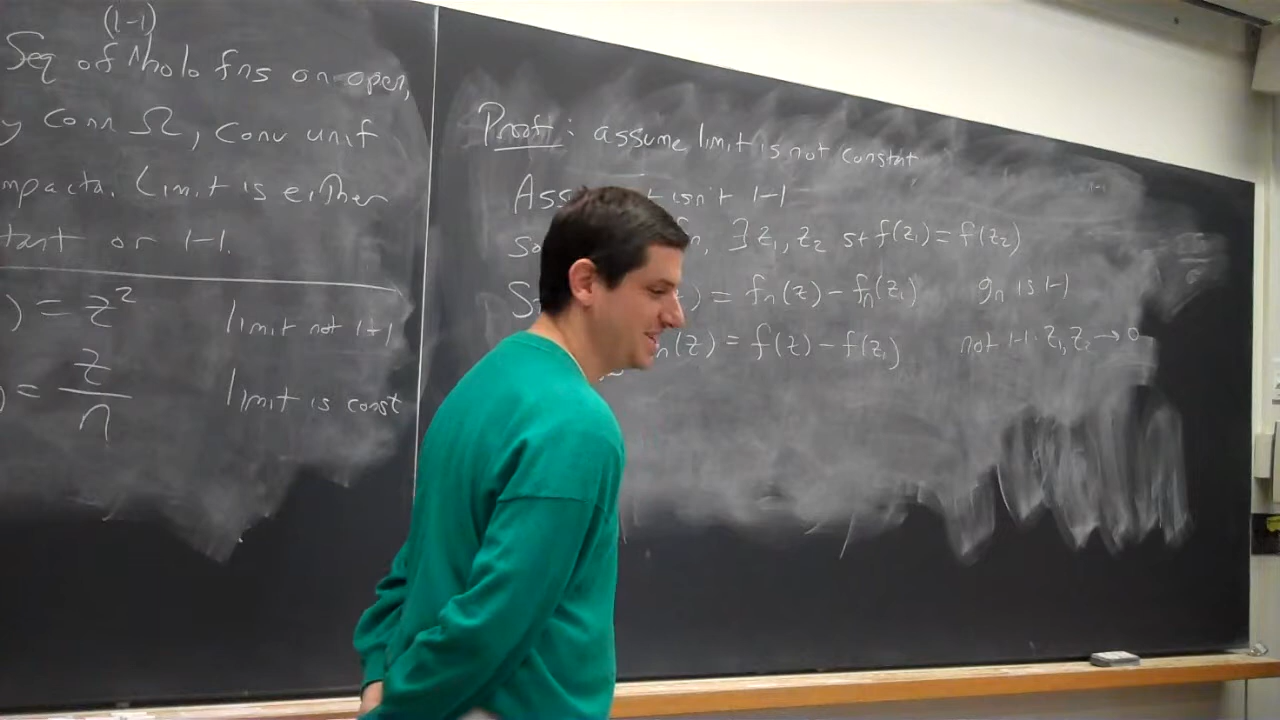 (1-1)
Seq of holo fns on open,
y conn Ω, conv unif
mpacta. Limit is either
tant or 1-1.
) = z²   limit not 1-1
) = z/n   limit is const
Proof: assume limit is not constant
Ass t isn't 1-1
so n, ∃ z₁, z₂ st f(z₁) = f(z₂)
S ) = fₙ(z) - fₙ(z₁)   gₙ is 1-1
ₙ(z) = f(z) - f(z₁)   not 1-1. z₁, z₂ → 0